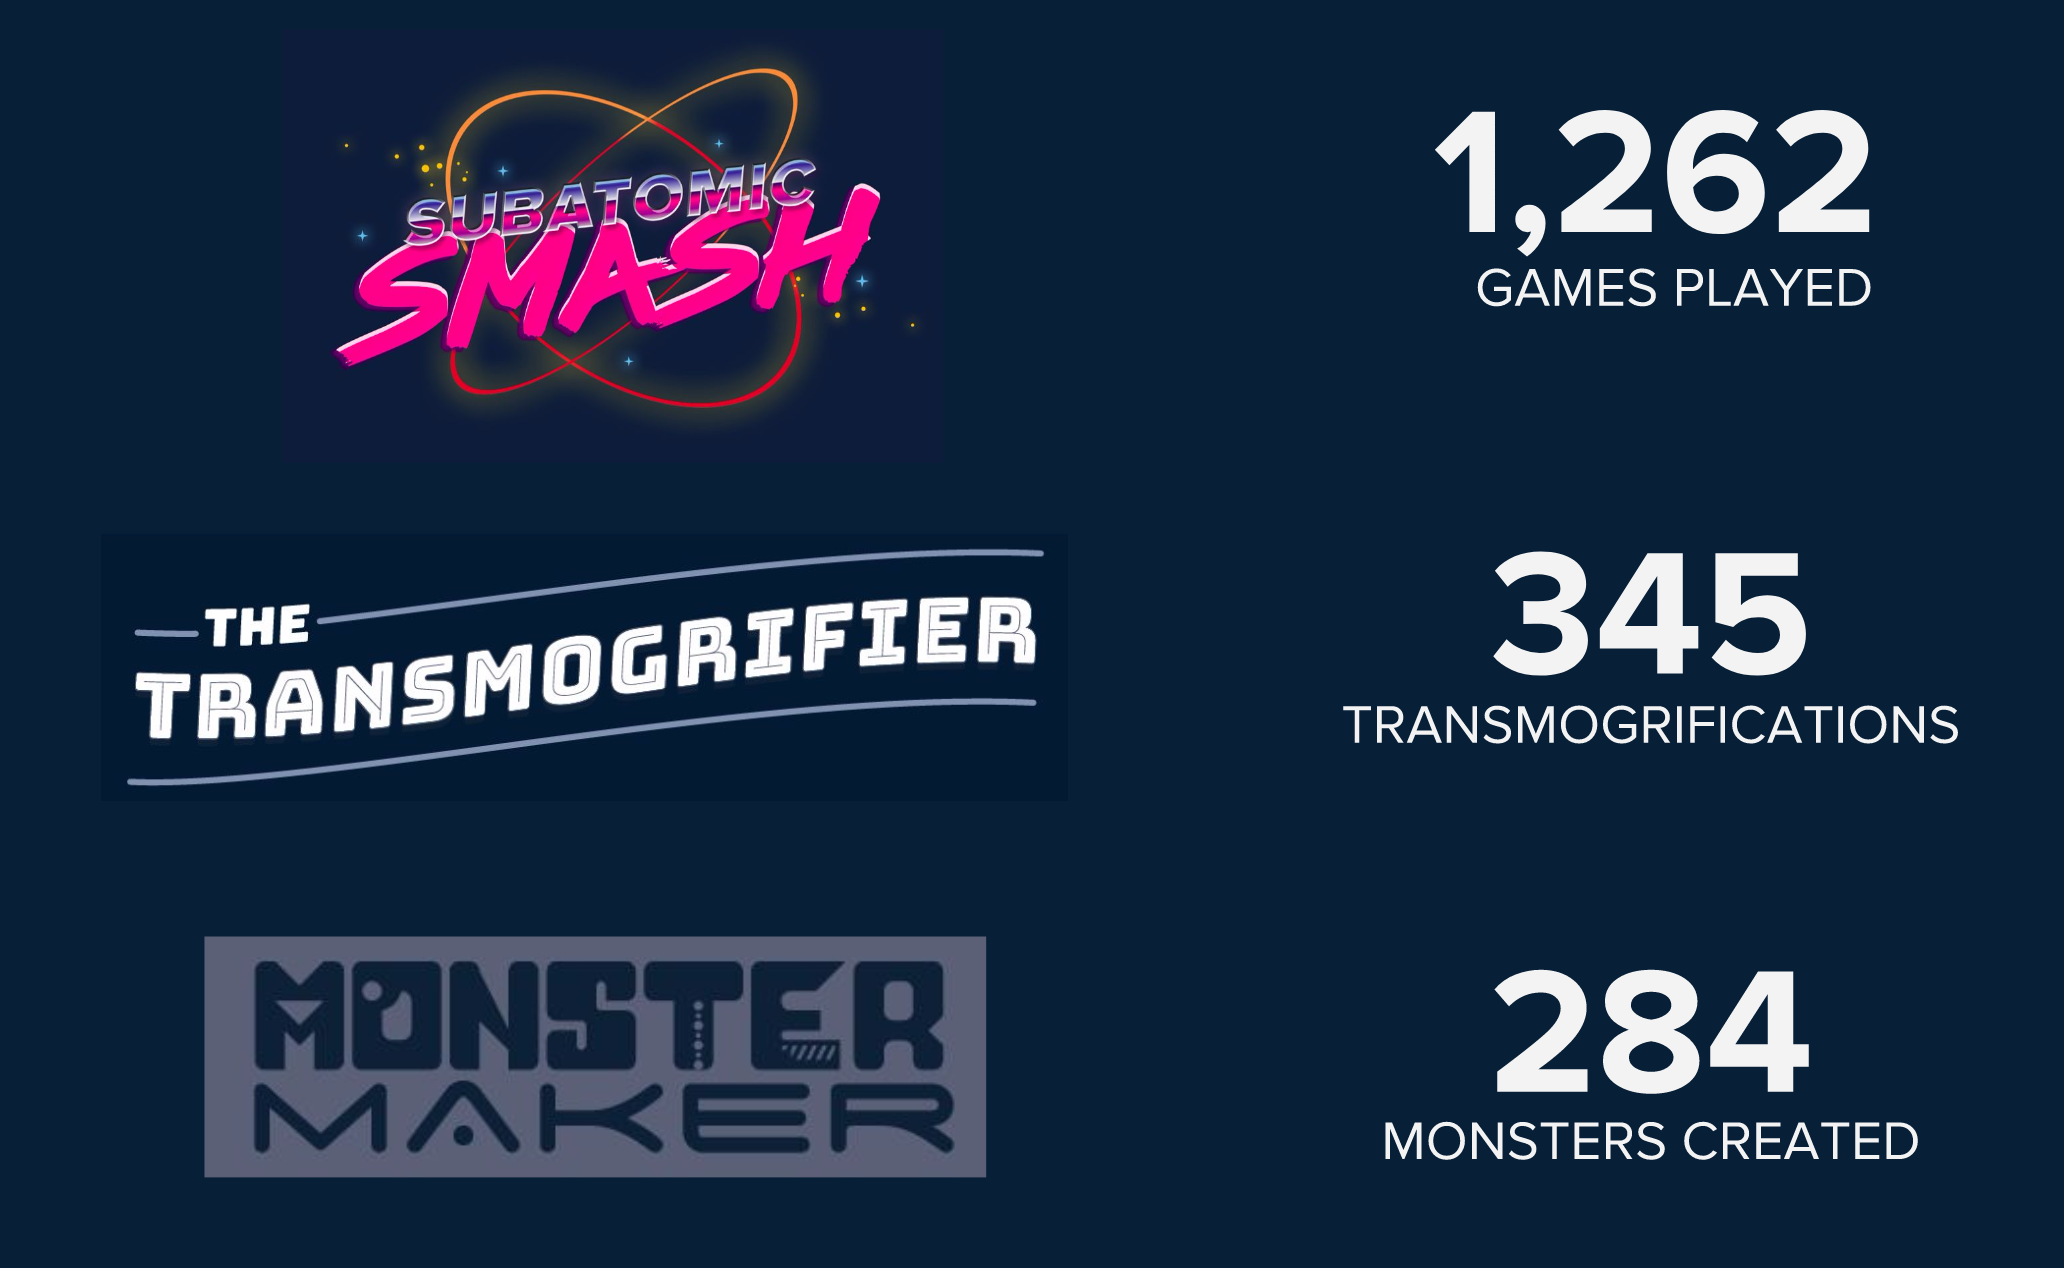 SUBATOMIC
SMASH
1,262
GAMES PLAYED
THE
TRANSMOGRIFIER
345
TRANSMOGRIFICATIONS
MONSTER
MAKER
284
MONSTERS CREATED